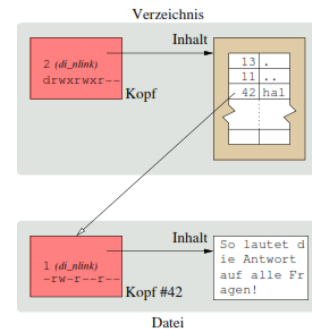 Verzeichnis
Inhalt
2 (di_nlink)
drwxrwxr--
Kopf
13 .
11 ..
42 hal
Inhalt
1 (di_nlink)
-rw-r--r--
Kopf #42
So lautet d
ie Antwort
auf alle Fr
agen!
Datei